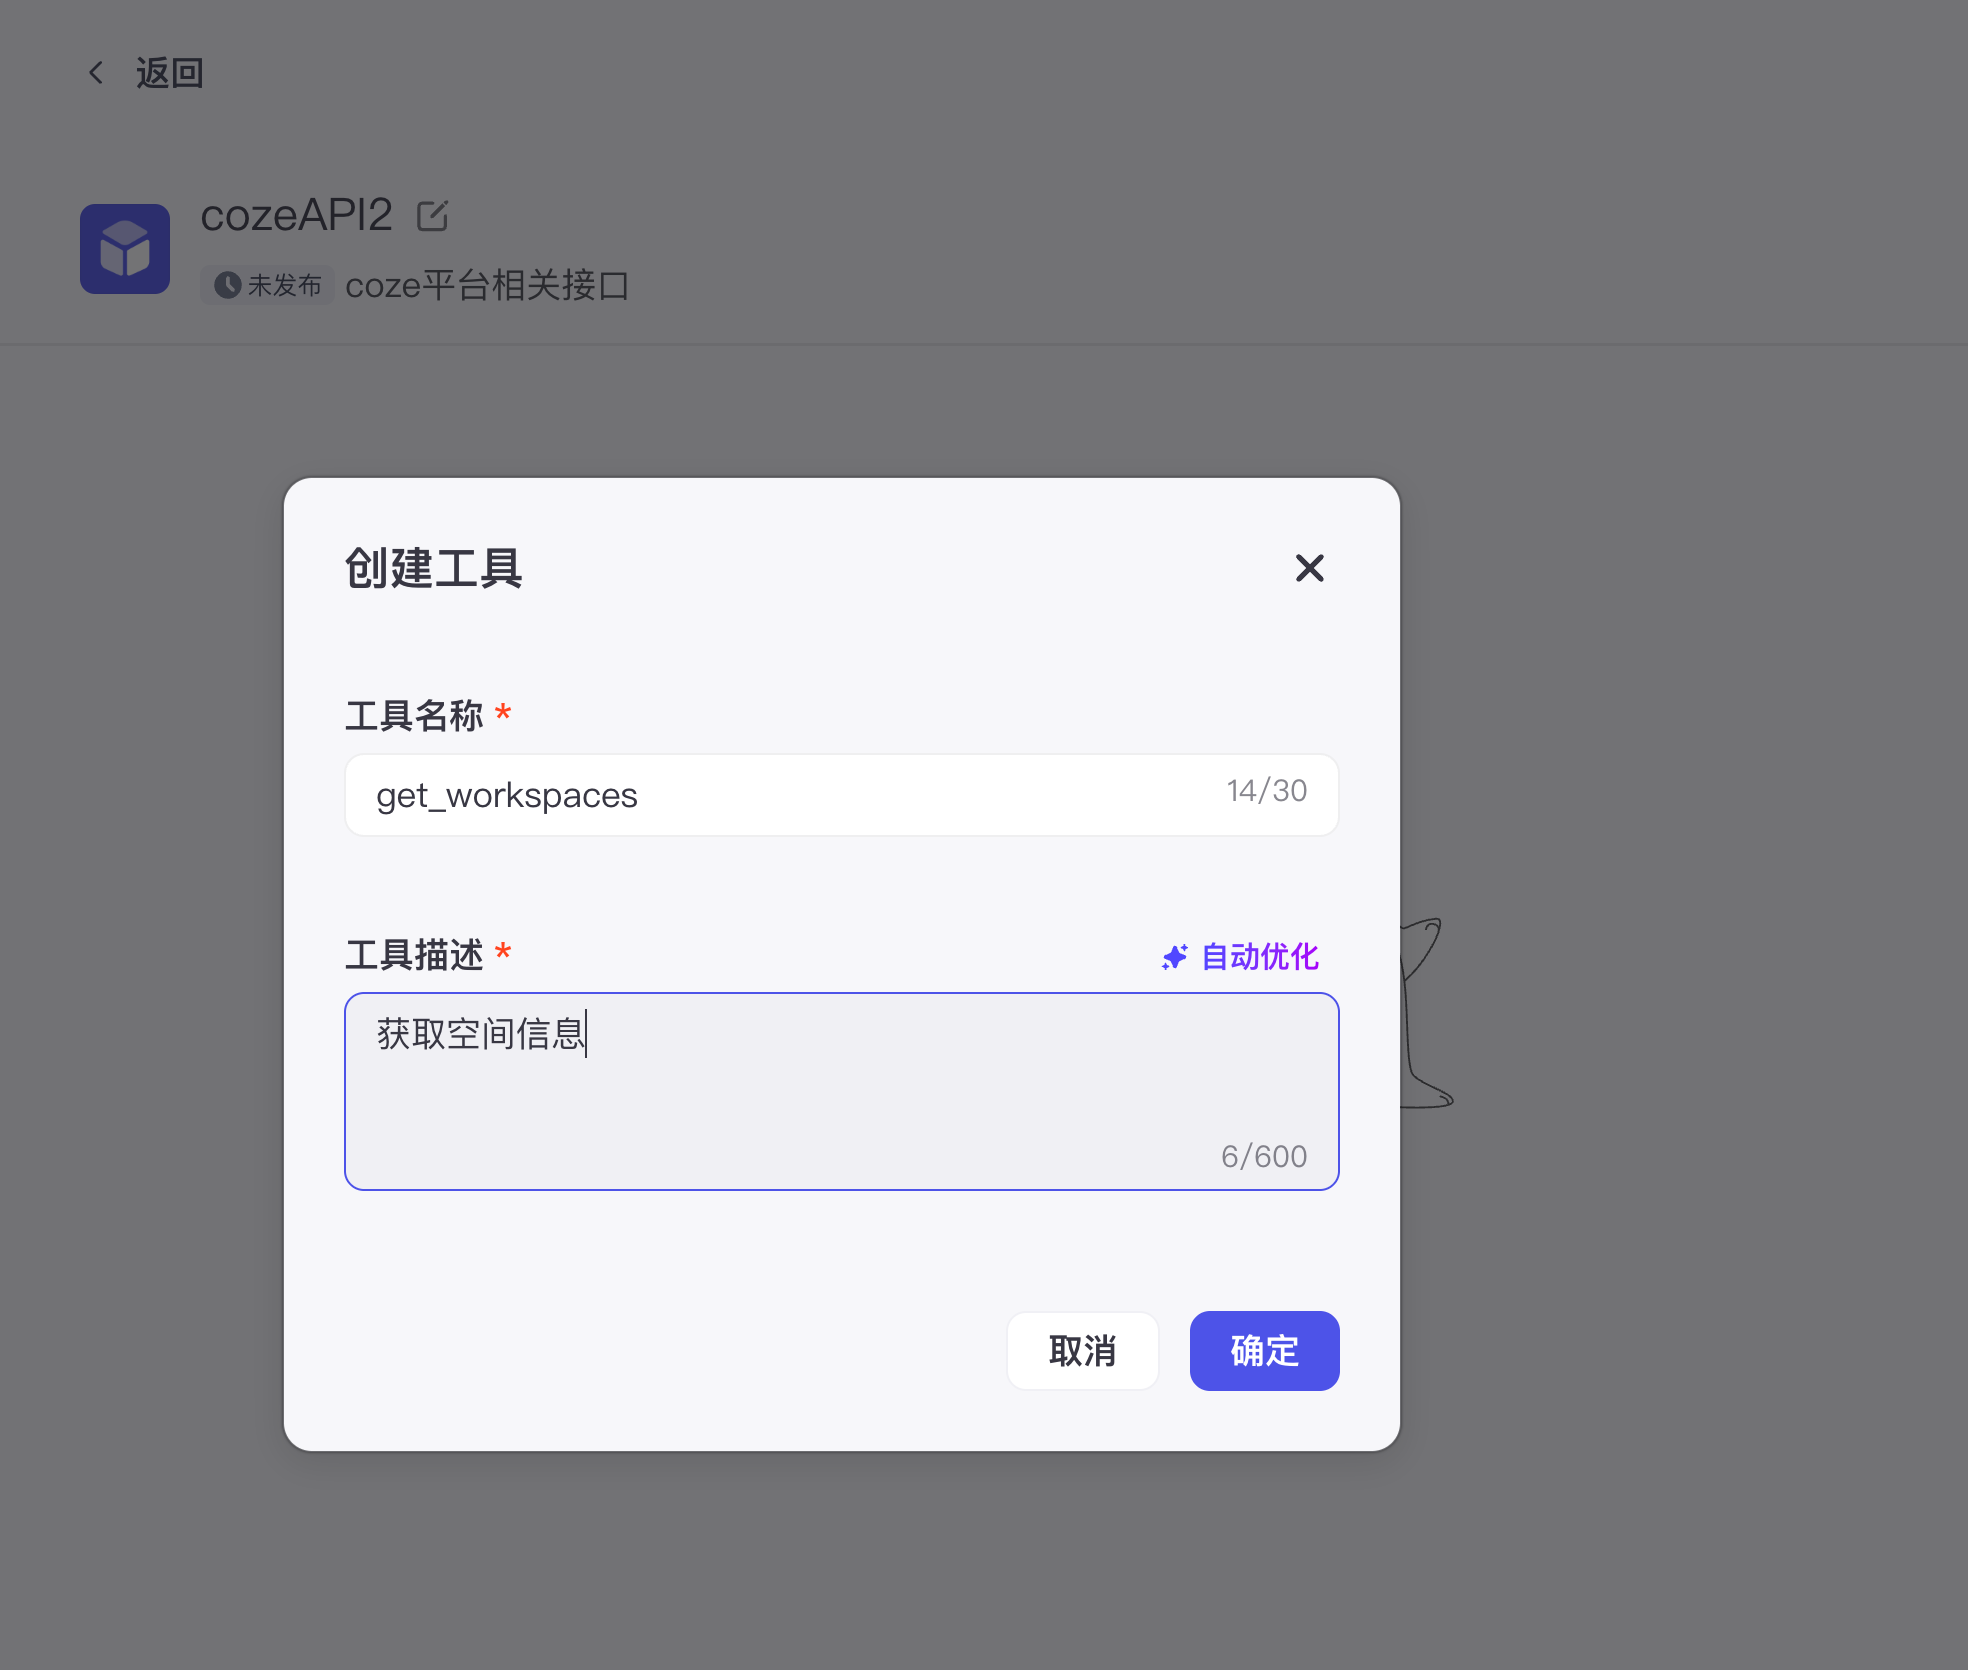 返回
cozeAPI2
未发布 coze平台相关接口
创建工具
工具名称 *
get_workspaces 14/30
工具描述 * 自动优化
获取空间信息
6/600
取消 确定